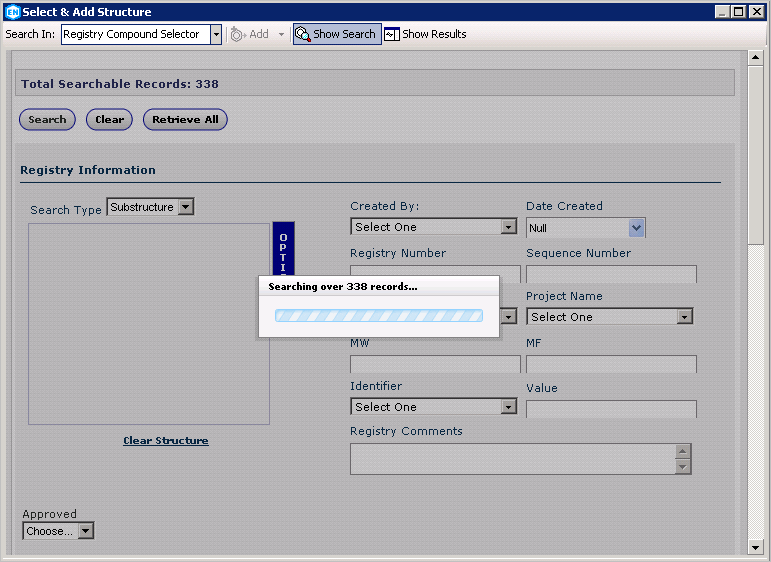 EN Select & Add Structure
Search In: Registry Compound Selector Add Show Search Show Results
Total Searchable Records: 338
Search Clear Retrieve All
Registry Information
Search Type Substructure
OPTI
Created By: Date Created
Select One Null
Registry Number Sequence Number
Searching over 338 records...
Project Name
Select One
MW MF
Identifier Value
Select One
Clear Structure
Registry Comments
Approved
Choose...